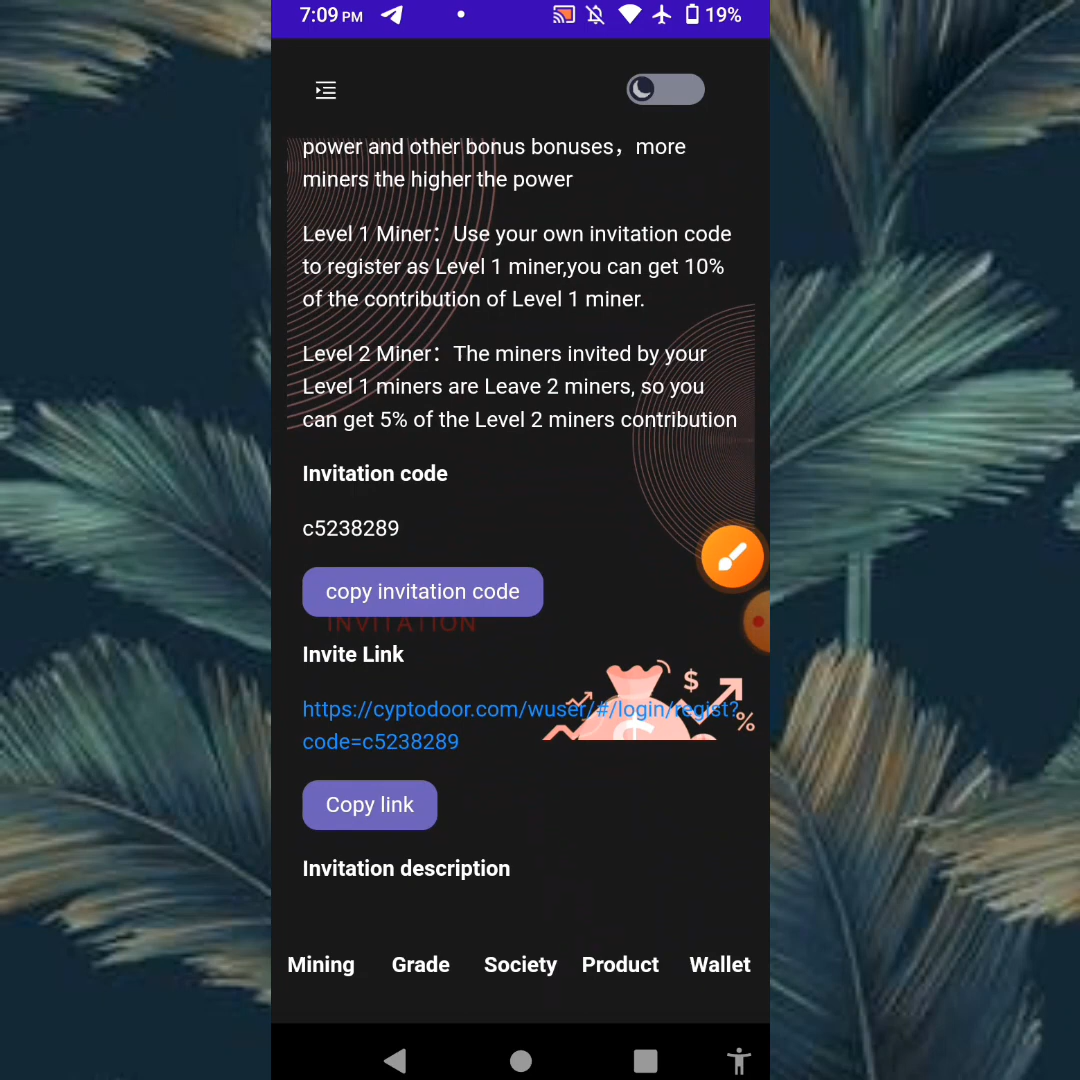 7:09 PM 19%
power and other bonus bonuses，more
miners the higher the power
Level 1 Miner：Use your own invitation code
to register as Level 1 miner,you can get 10%
of the contribution of Level 1 miner.
Level 2 Miner：The miners invited by your
Level 1 miners are Leave 2 miners, so you
can get 5% of the Level 2 miners contribution
Invitation code
c5238289
copy invitation code
INVITATION
Invite Link
$
https://cyptodoor.com/wuser/#/login/regist?
%
$
code=c5238289
Copy link
Invitation description
Mining Grade Society Product Wallet